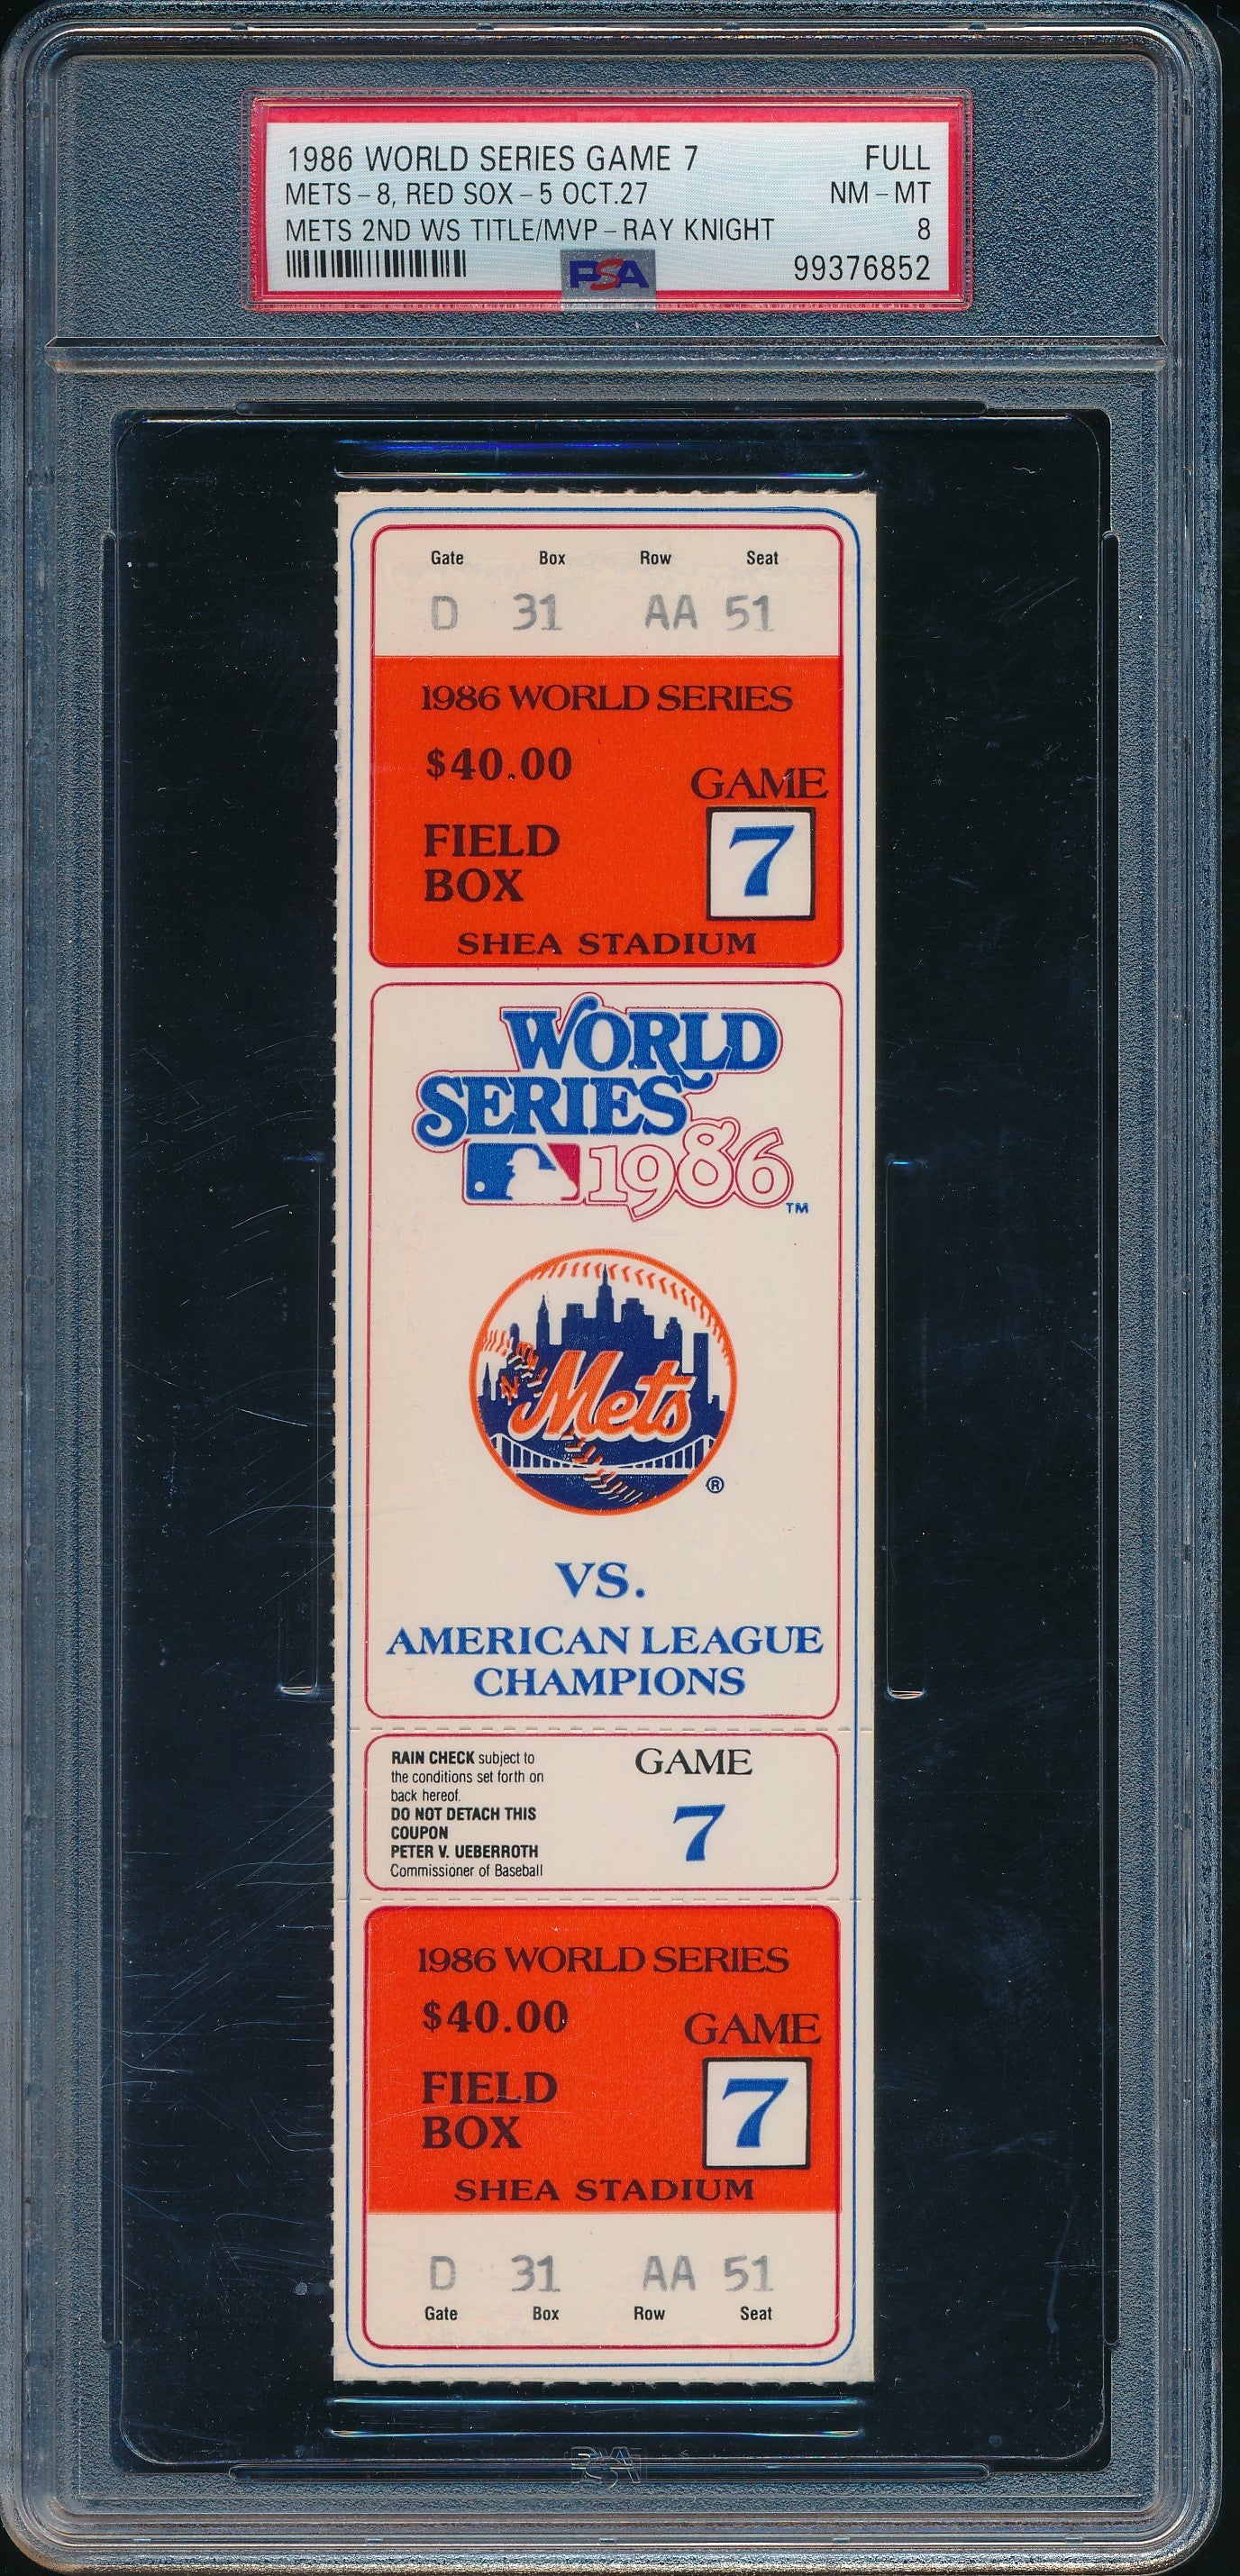 1986 WORLD SERIES GAME 7 FULL
METS - 8, RED SOX - 5 OCT.27 NM - MT
METS 2ND WS TITLE/MVP - RAY KNIGHT 8
PSA 99376852
Gate Box Row Seat
D 31 AA 51
1986 WORLD SERIES
$40.00
GAME
7
FIELD
BOX
SHEA STADIUM
WORLD
SERIES
1986
TM
Mets
NY
®
VS.
AMERICAN LEAGUE
CHAMPIONS
RAIN CHECK subject to
the conditions set forth on
back hereof.
DO NOT DETACH THIS
COUPON
PETER V. UEBERROTH
Commissioner of Baseball
GAME
7
1986 WORLD SERIES
$40.00
GAME
7
FIELD
BOX
SHEA STADIUM
D 31 AA 51
Gate Box Row Seat
PSA